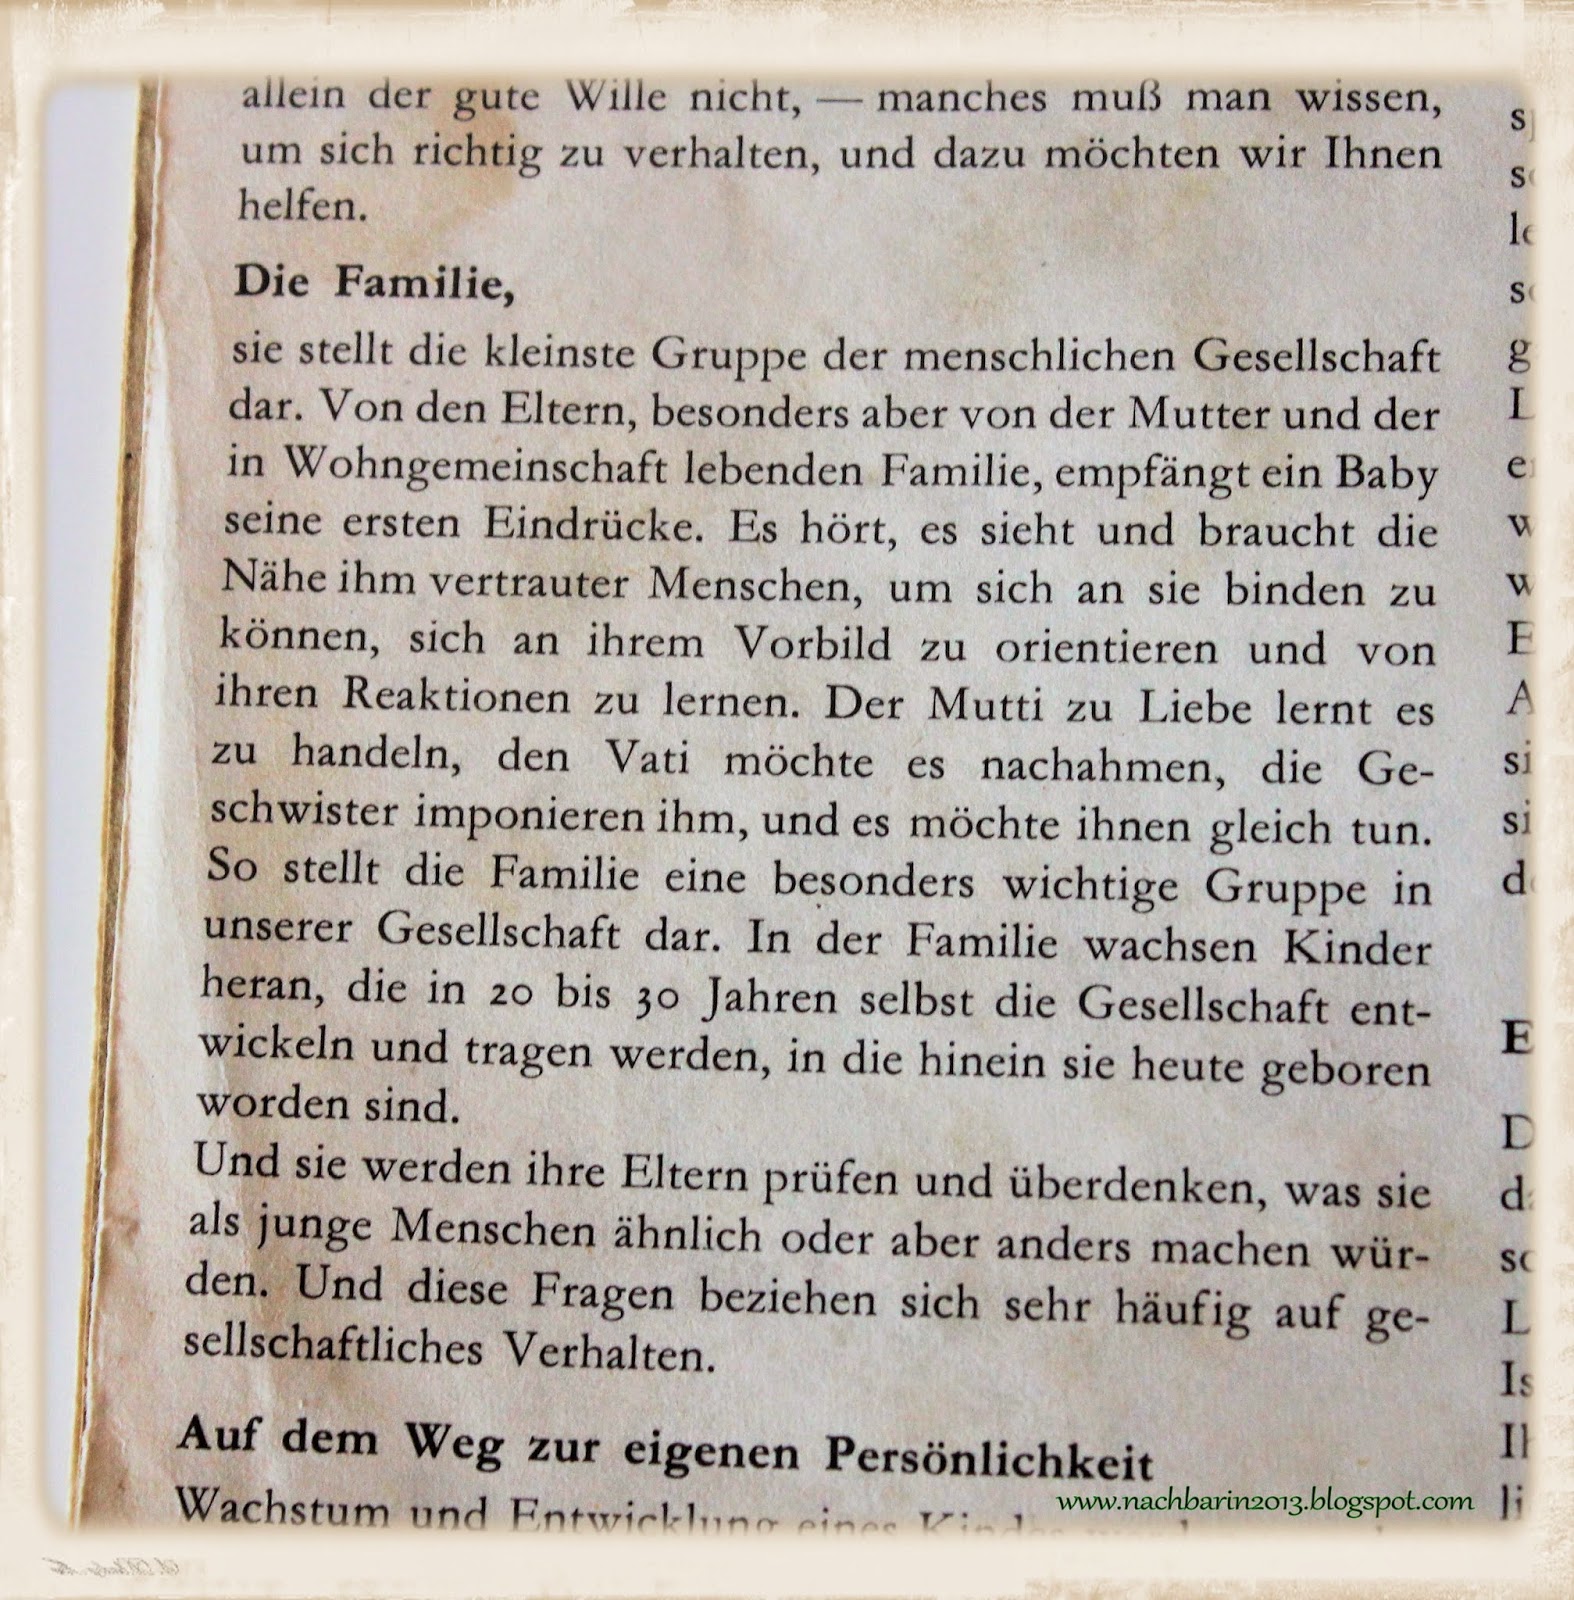 allein der gute Wille nicht, — manches muß man wissen,
um sich richtig zu verhalten, und dazu möchten wir Ihnen
helfen.
Die Familie,
sie stellt die kleinste Gruppe der menschlichen Gesellschaft
dar. Von den Eltern, besonders aber von der Mutter und der
in Wohngemeinschaft lebenden Familie, empfängt ein Baby
seine ersten Eindrücke. Es hört, es sieht und braucht die
Nähe ihm vertrauter Menschen, um sich an sie binden zu
können, sich an ihrem Vorbild zu orientieren und von
ihren Reaktionen zu lernen. Der Mutti zu Liebe lernt es
zu handeln, den Vati möchte es nachahmen, die Ge-
schwister imponieren ihm, und es möchte ihnen gleich tun.
So stellt die Familie eine besonders wichtige Gruppe in
unserer Gesellschaft dar. In der Familie wachsen Kinder
heran, die in 20 bis 30 Jahren selbst die Gesellschaft ent-
wickeln und tragen werden, in die hinein sie heute geboren
worden sind.
Und sie werden ihre Eltern prüfen und überdenken, was sie
als junge Menschen ähnlich oder aber anders machen wür-
den. Und diese Fragen beziehen sich sehr häufig auf ge-
sellschaftliches Verhalten.
Auf dem Weg zur eigenen Persönlichkeit
Wachstum und Entwicklung eines
www.nachbarin2013.blogspot.com